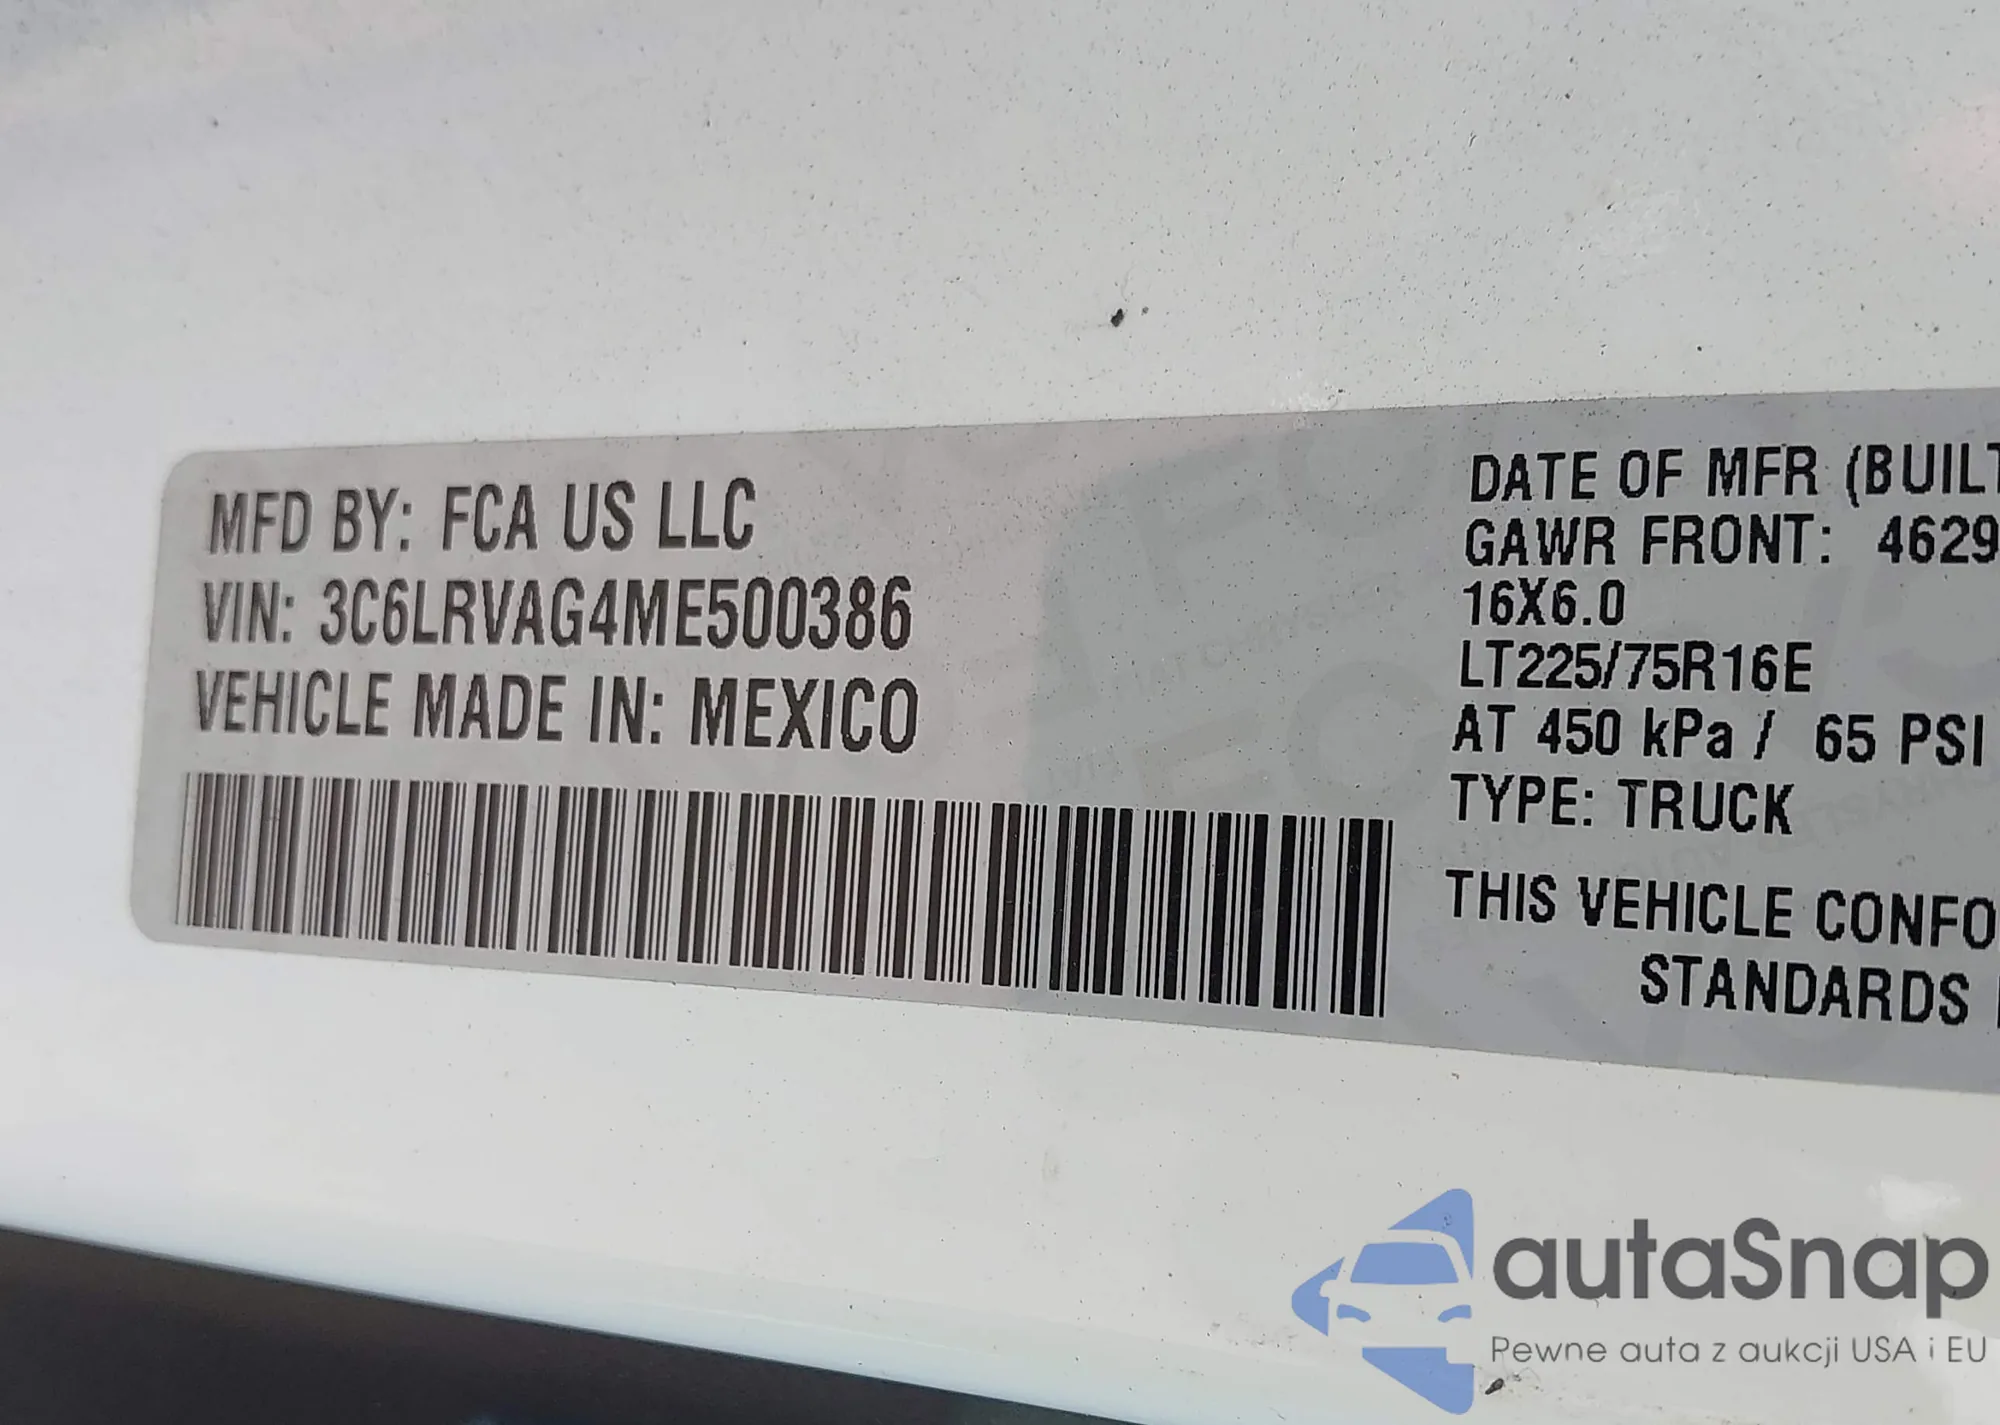 MFD BY: FCA US LLC
VIN: 3C6LRVAG4ME500386
VEHICLE MADE IN: MEXICO
DATE OF MFR (BUILT
GAWR FRONT: 4629
16X6.0
LT225/75R16E
AT 450 kPa / 65 PSI
TYPE: TRUCK
THIS VEHICLE CONFO
STANDARDS
autaSnap
Pewne auta z aukcji USA i EU